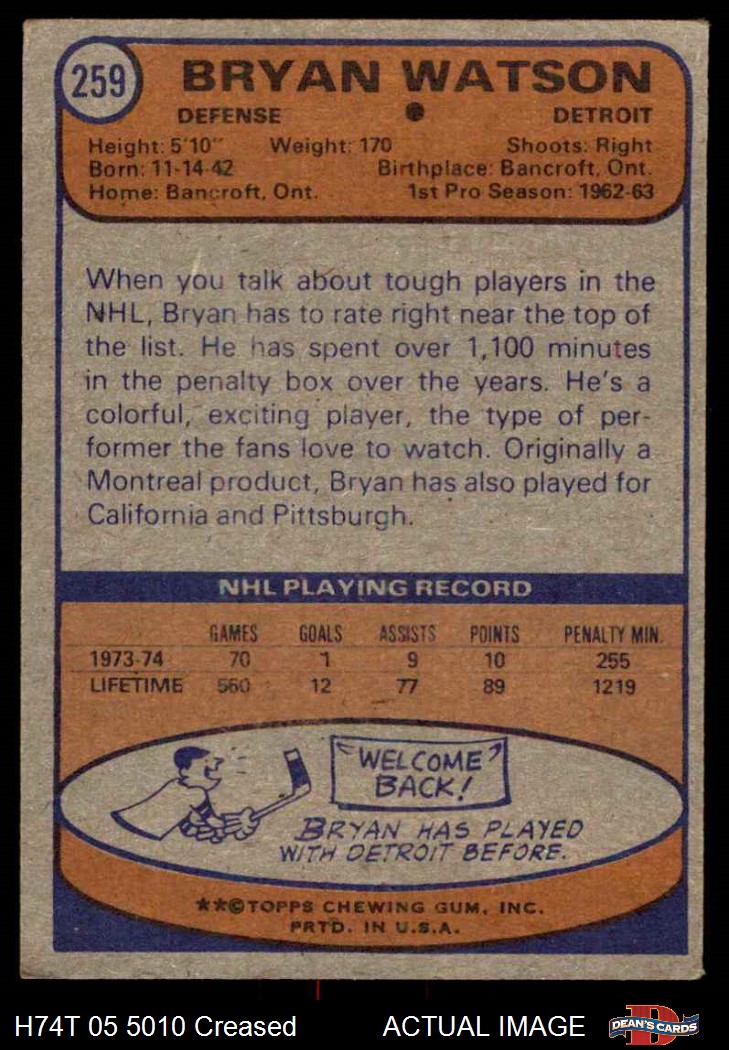 259
BRYAN WATSON
DEFENSE DETROIT
Height: 5'10" Weight: 170 Shoots: Right
Born: 11-14-42 Birthplace: Bancroft, Ont.
Home: Bancroft, Ont. 1st Pro Season: 1962-63
When you talk about tough players in the
NHL, Bryan has to rate right near the top of
the list. He has spent over 1,100 minutes
in the penalty box over the years. He's a
colorful, exciting player, the type of per-
former the fans love to watch. Originally a
Montreal product, Bryan has also played for
California and Pittsburgh.
NHL PLAYING RECORD
GAMES GOALS ASSISTS POINTS PENALTY MIN.
1973-74 70 1 9 10 255
LIFETIME 560 12 77 89 1219
"WELCOME
BACK!"
BRYAN HAS PLAYED
WITH DETROIT BEFORE.
**©TOPPS CHEWING GUM, INC.
PRTD. IN U.S.A.
H74T 05 5010 Creased ACTUAL IMAGE
DEAN'S CARDS